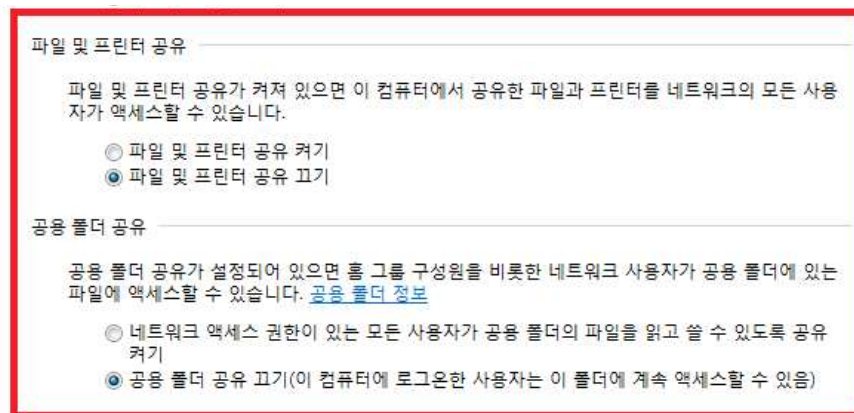 파일 및 프린터 공유
파일 및 프린터 공유가 켜져 있으면 이 컴퓨터에서 공유한 파일과 프린터를 네트워크의 모든 사용
자가 액세스할 수 있습니다.
파일 및 프린터 공유 켜기
파일 및 프린터 공유 끄기
공용 폴더 공유
공용 폴더 공유가 설정되어 있으면 홈 그룹 구성원을 비롯한 네트워크 사용자가 공용 폴더에 있는
파일에 액세스할 수 있습니다. 공용 폴더 정보
네트워크 액세스 권한이 있는 모든 사용자가 공용 폴더의 파일을 읽고 쓸 수 있도록 공유
켜기
공용 폴더 공유 끄기(이 컴퓨터에 로그온한 사용자는 이 폴더에 계속 액세스할 수 있음)